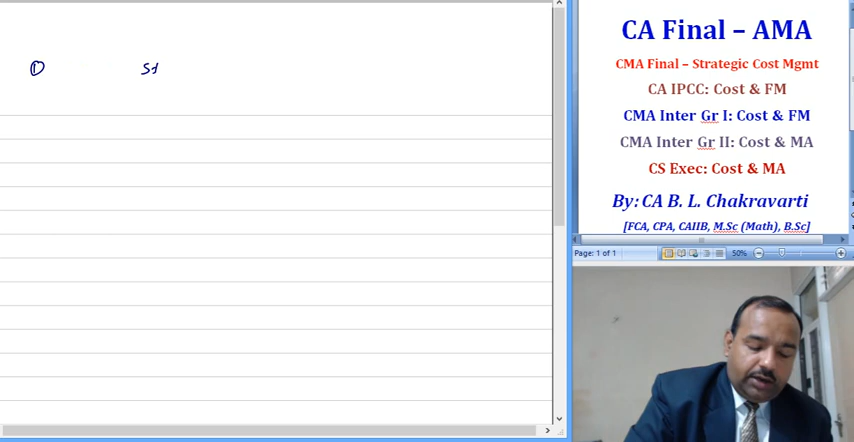 ① St
CA Final – AMA
CMA Final – Strategic Cost Mgmt
CA IPCC: Cost & FM
CMA Inter Gr I: Cost & FM
CMA Inter Gr II: Cost & MA
CS Exec: Cost & MA
By: CA B. L. Chakravarti
[FCA, CPA, CAIIB, M.Sc (Math), B.Sc]
Page: 1 of 1
50%